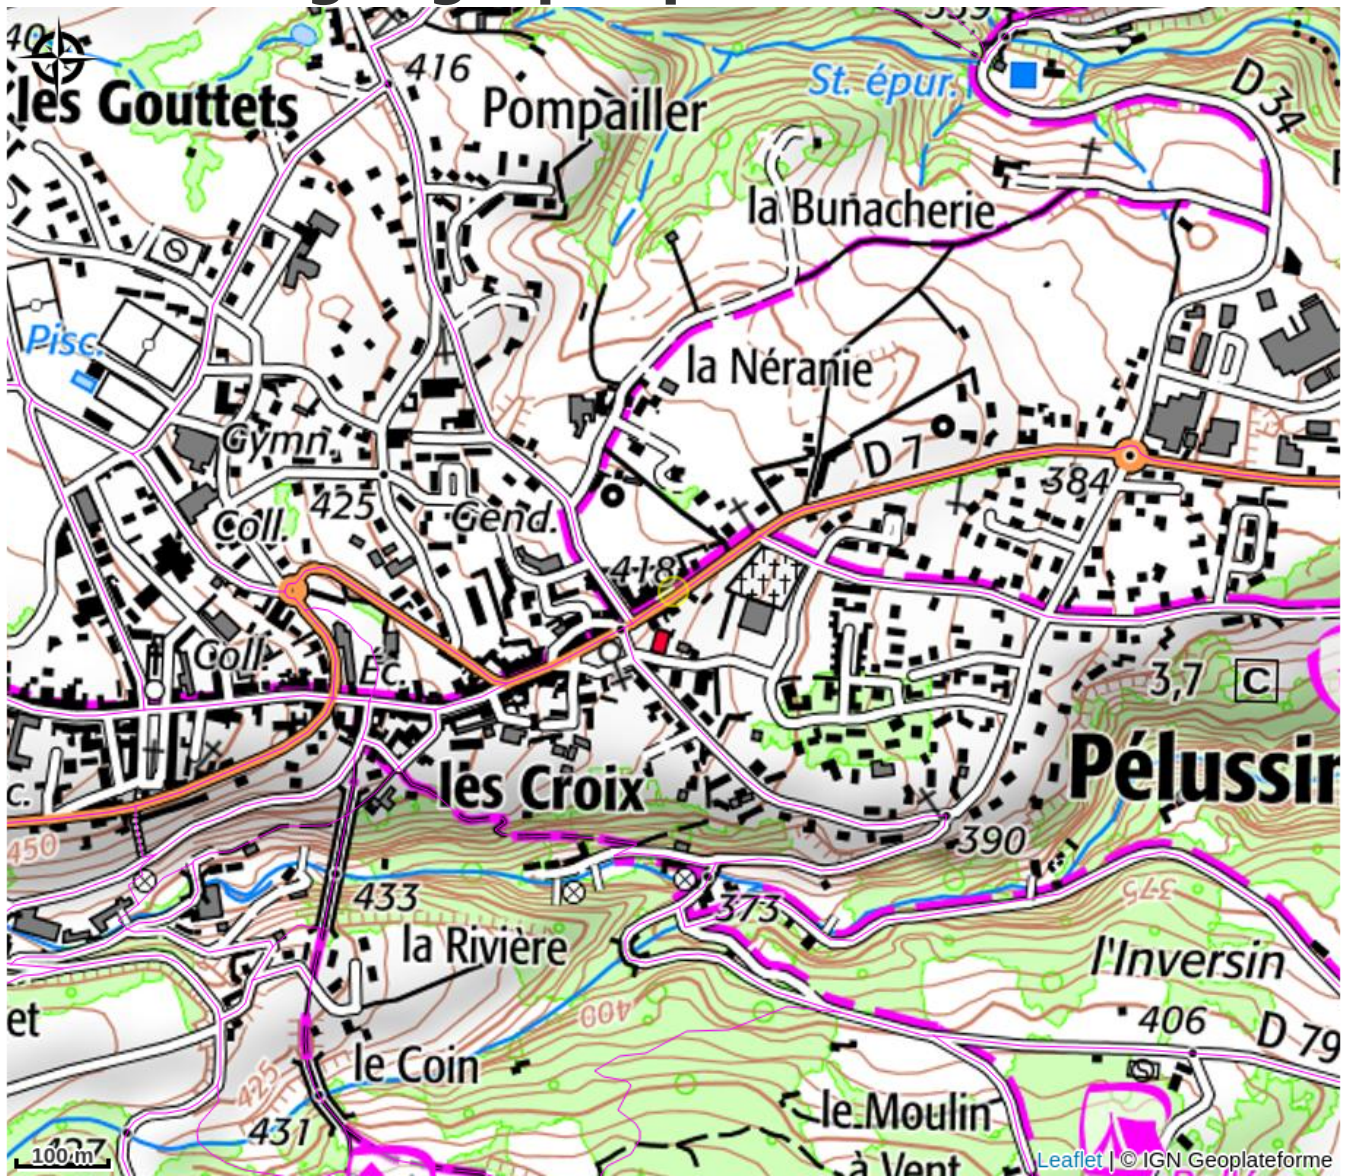 416
les Gouttets
Pompailler
St. épur.
D 34
la Bunacherie
Pisc.
la Néranie
Gymn.
D 7
425
384
Coll.
Gend.
418
Coll.
Éc.
3,7
C
les Croix
Pélussin
390
450
433
373
375
la Rivière
l'Inversin
400
et
406
D 79
le Coin
425
le Moulin
431
427
100 m
à Vent
Leaflet | © IGN Geoplateforme